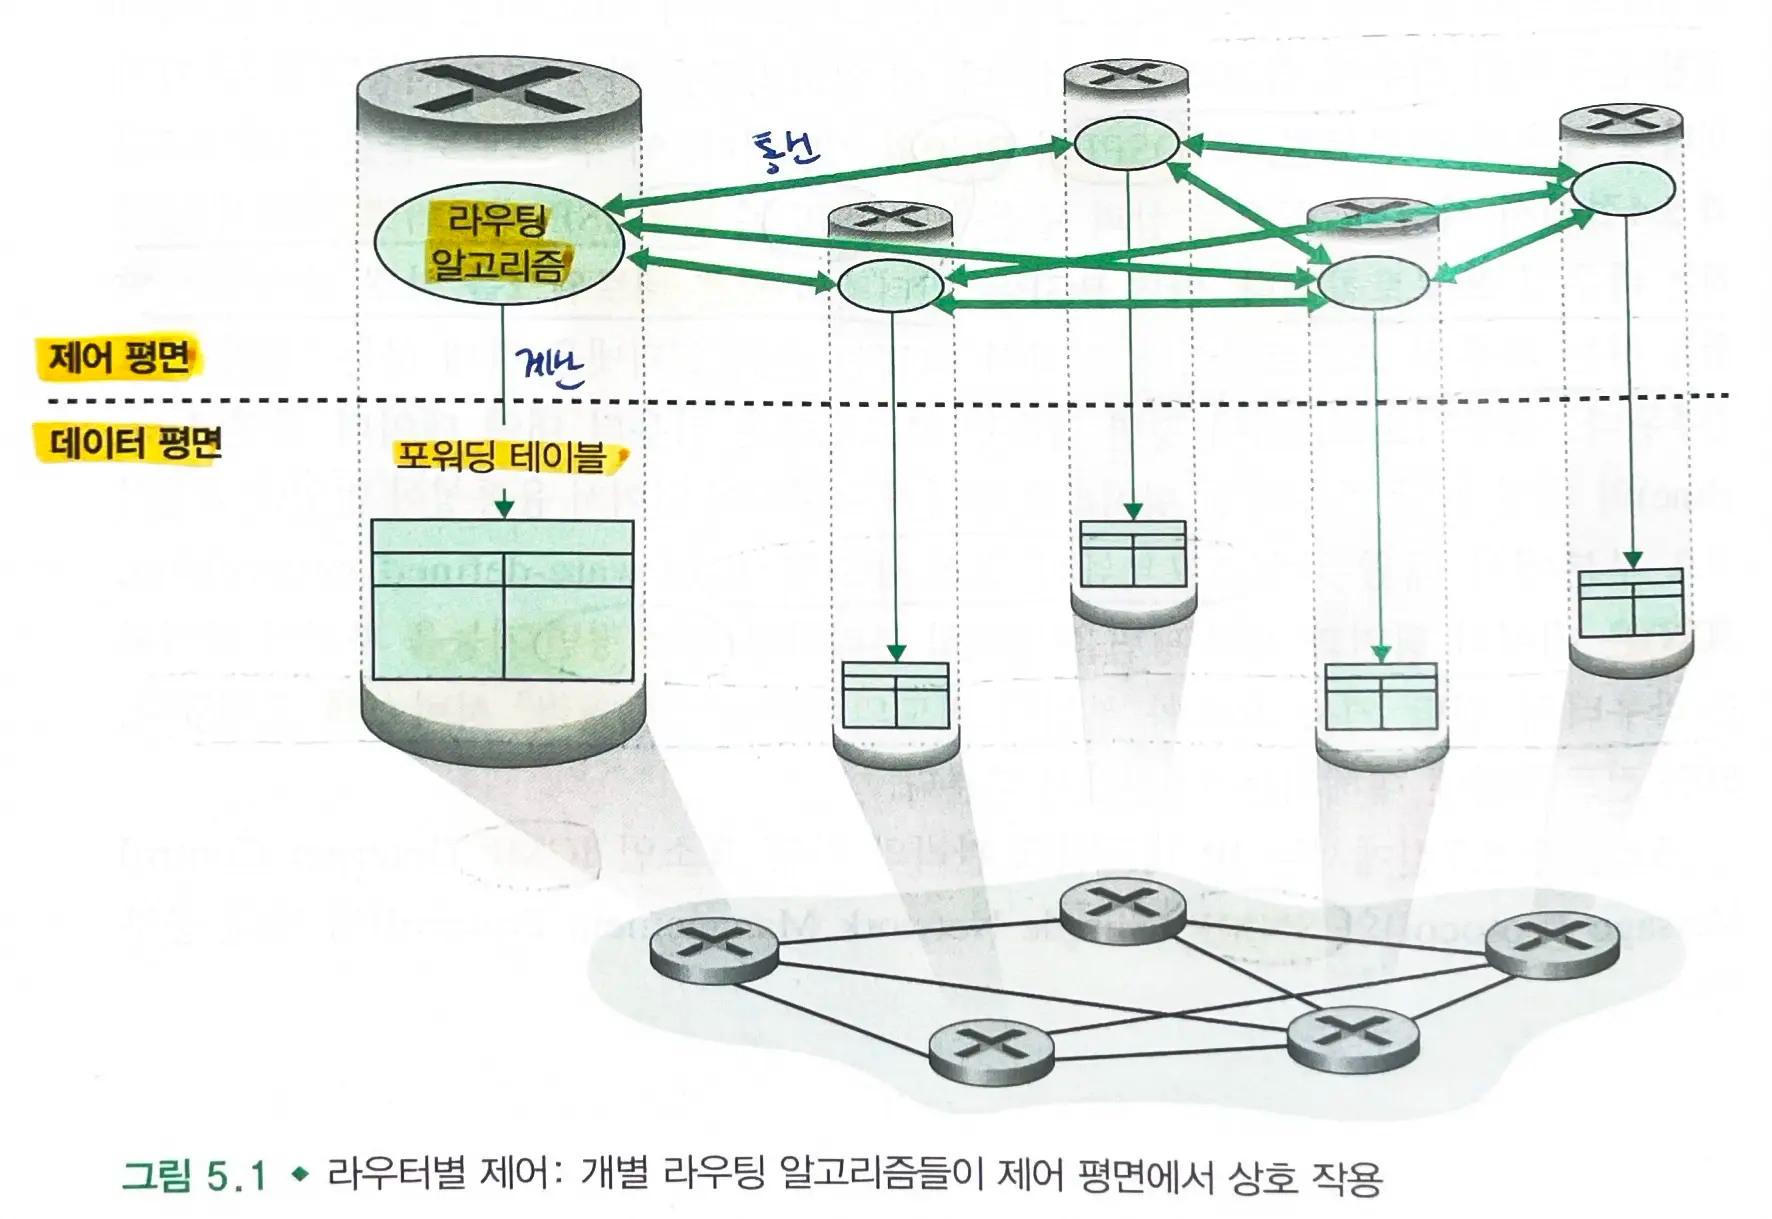 통신
라우팅
알고리즘
제어 평면
계산
데이터 평면
포워딩 테이블
그림 5.1 ◆ 라우터별 제어: 개별 라우팅 알고리즘들이 제어 평면에서 상호 작용